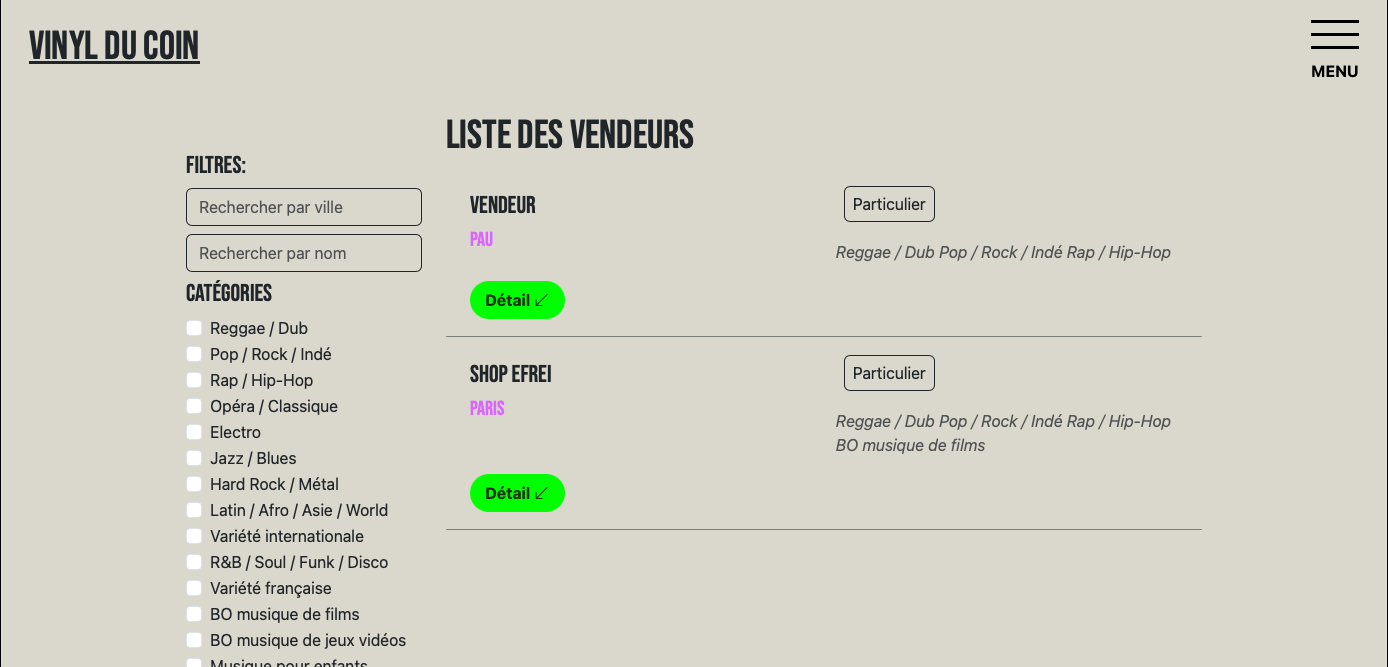 VINYL DU COIN
MENU
FILTRES:
Rechercher par ville
Rechercher par nom
CATÉGORIES
Reggae / Dub
Pop / Rock / Indé
Rap / Hip-Hop
Opéra / Classique
Electro
Jazz / Blues
Hard Rock / Métal
Latin / Afro / Asie / World
Variété internationale
R&B / Soul / Funk / Disco
Variété française
BO musique de films
BO musique de jeux vidéos
Musique pour enfants
LISTE DES VENDEURS
VENDEUR
Particulier
PAU
Reggae / Dub Pop / Rock / Indé Rap / Hip-Hop
Détail
SHOP EFREI
Particulier
PARIS
Reggae / Dub Pop / Rock / Indé Rap / Hip-Hop
BO musique de films
Détail